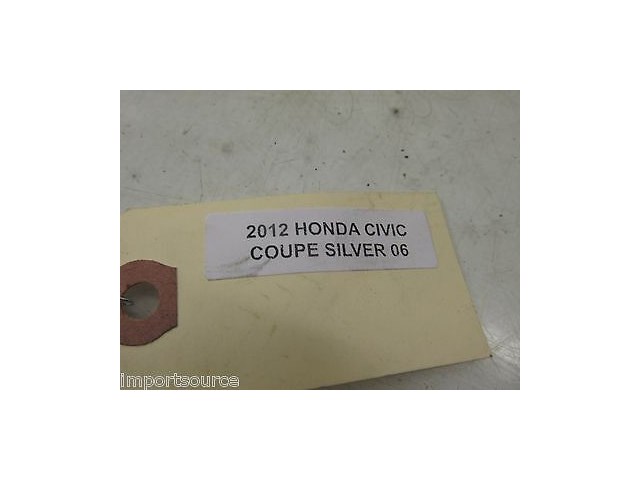 2012 HONDA CIVIC
COUPE SILVER 06
importsource